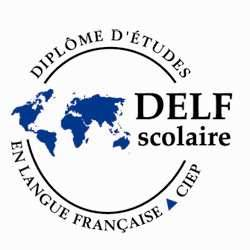 DIPLÔME D'ÉTUDES
DELF
scolaire
EN LANGUE FRANÇAISE ▲ CIEP